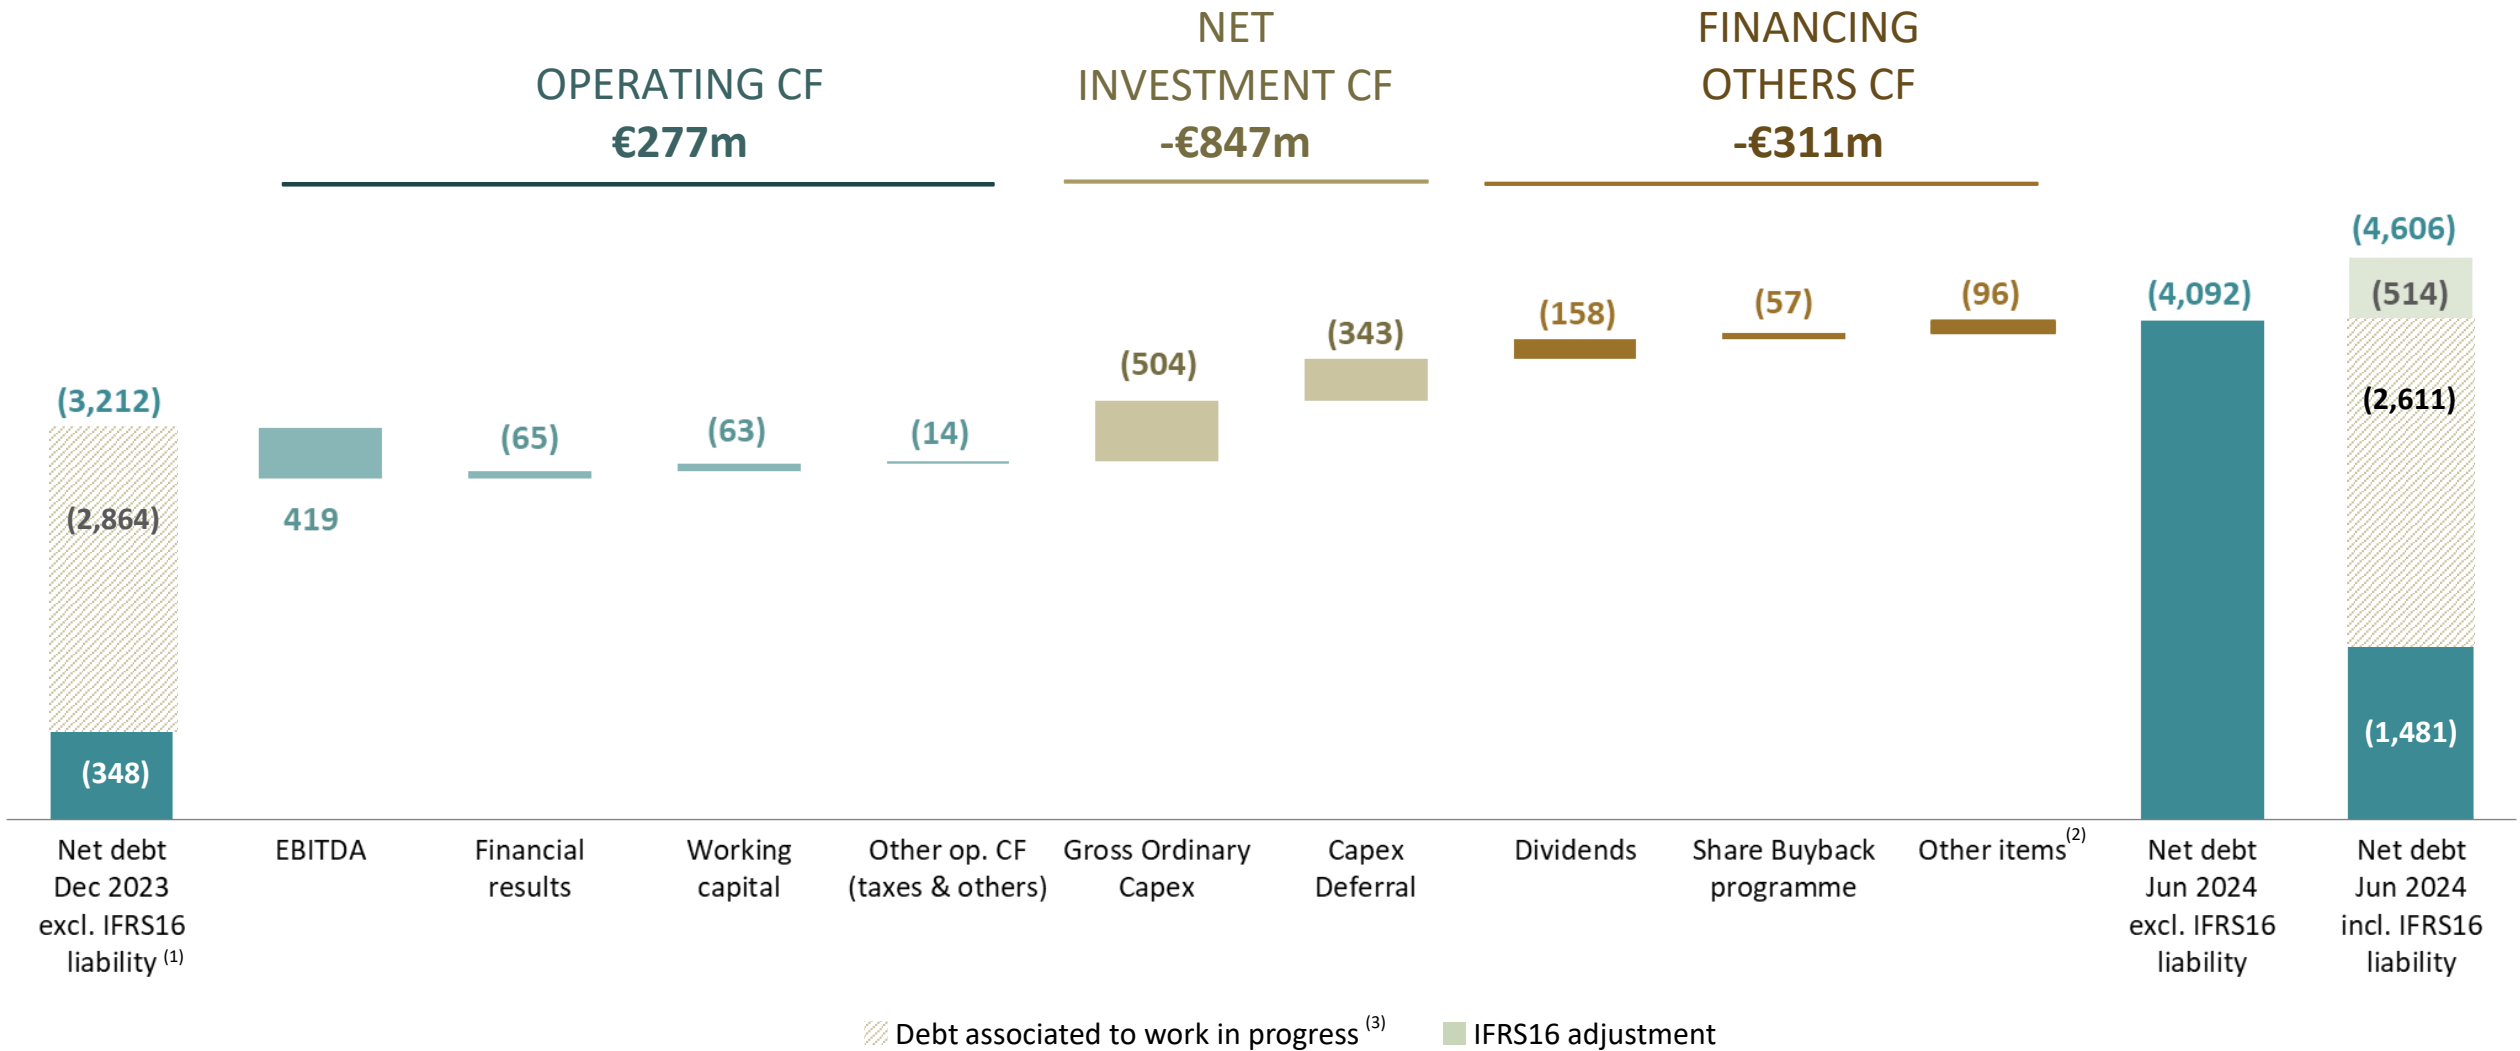 OPERATING CF
€277m
NET
INVESTMENT CF
-€847m
FINANCING
OTHERS CF
-€311m
(3,212)
(2,864)
(348)
419
(65)
(63)
(14)
(504)
(343)
(158)
(57)
(96)
(4,092)
(4,606)
(514)
(2,611)
(1,481)
Net debt
Dec 2023
excl. IFRS16
liability (1)
EBITDA
Financial
results
Working
capital
Other op. CF
(taxes & others)
Gross Ordinary
Capex
Capex
Deferral
Dividends
Share Buyback
programme
Other items(2)
Net debt
Jun 2024
excl. IFRS16
liability
Net debt
Jun 2024
incl. IFRS16
liability
Debt associated to work in progress (3)
IFRS16 adjustment